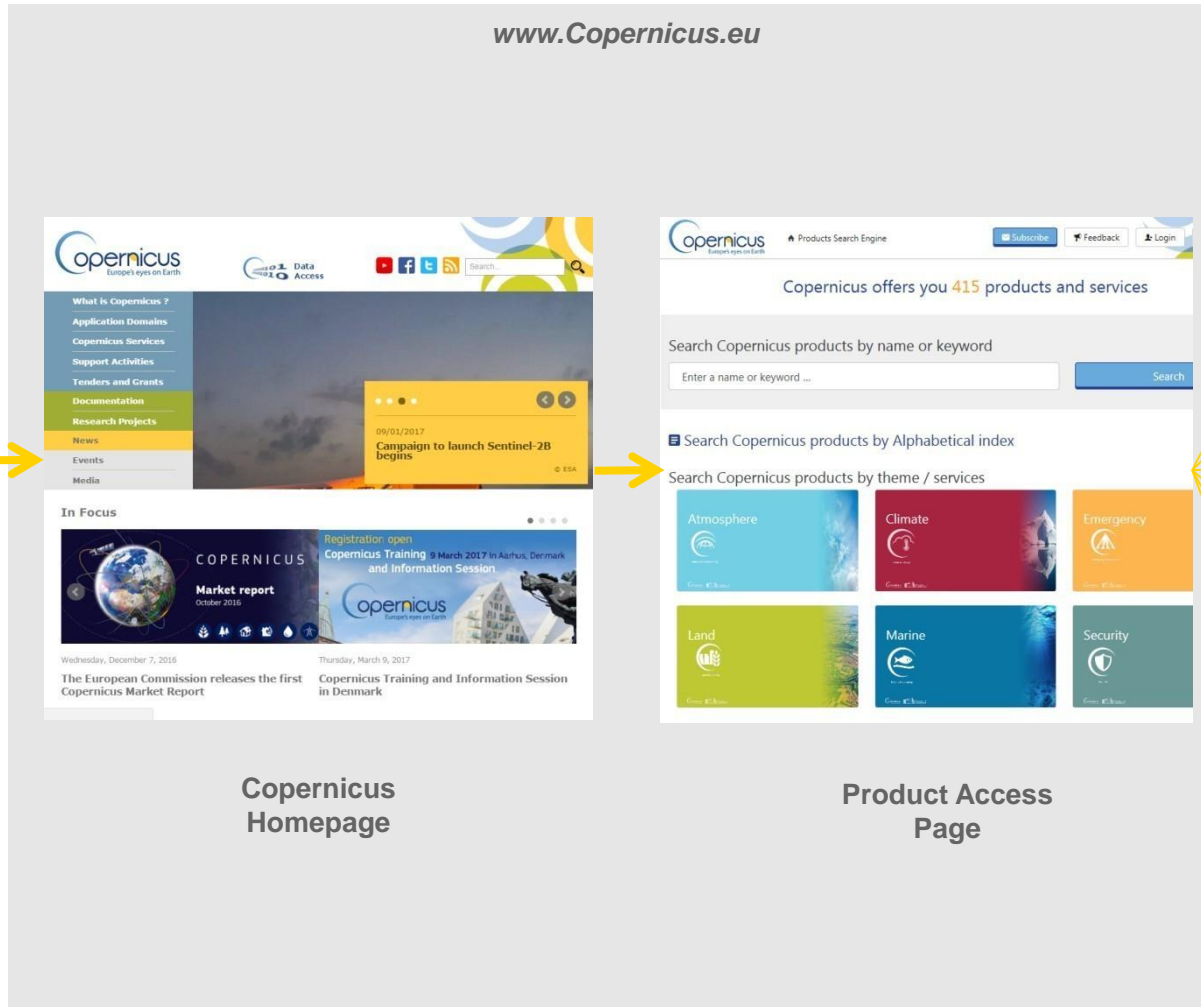 www.Copernicus.eu
opernicus
Europe's eyes on Earth
Data
Access
Search...
What is Copernicus ?
Application Domains
Copernicus Services
Support Activities
Tenders and Grants
Documentation
Research Projects
News
Events
Media
09/01/2017
Campaign to launch Sentinel-2B
begins
© ESA
In Focus
COPERNICUS
Market report
October 2016
Registration open
Copernicus Training 9 March 2017 in Aarhus, Denmark
and Information Session
opernicus
Europe's eyes on Earth
Wednesday, December 7, 2016
The European Commission releases the first
Copernicus Market Report
Thursday, March 9, 2017
Copernicus Training and Information Session
in Denmark
Copernicus
Homepage
opernicus
Europe's eyes on Earth
Products Search Engine
Subscribe
Feedback
Login
Copernicus offers you 415 products and services
Search Copernicus products by name or keyword
Enter a name or keyword ...
Search
Search Copernicus products by Alphabetical index
Search Copernicus products by theme / services
Atmosphere
Climate
Emergency
Land
Marine
Security
Product Access
Page